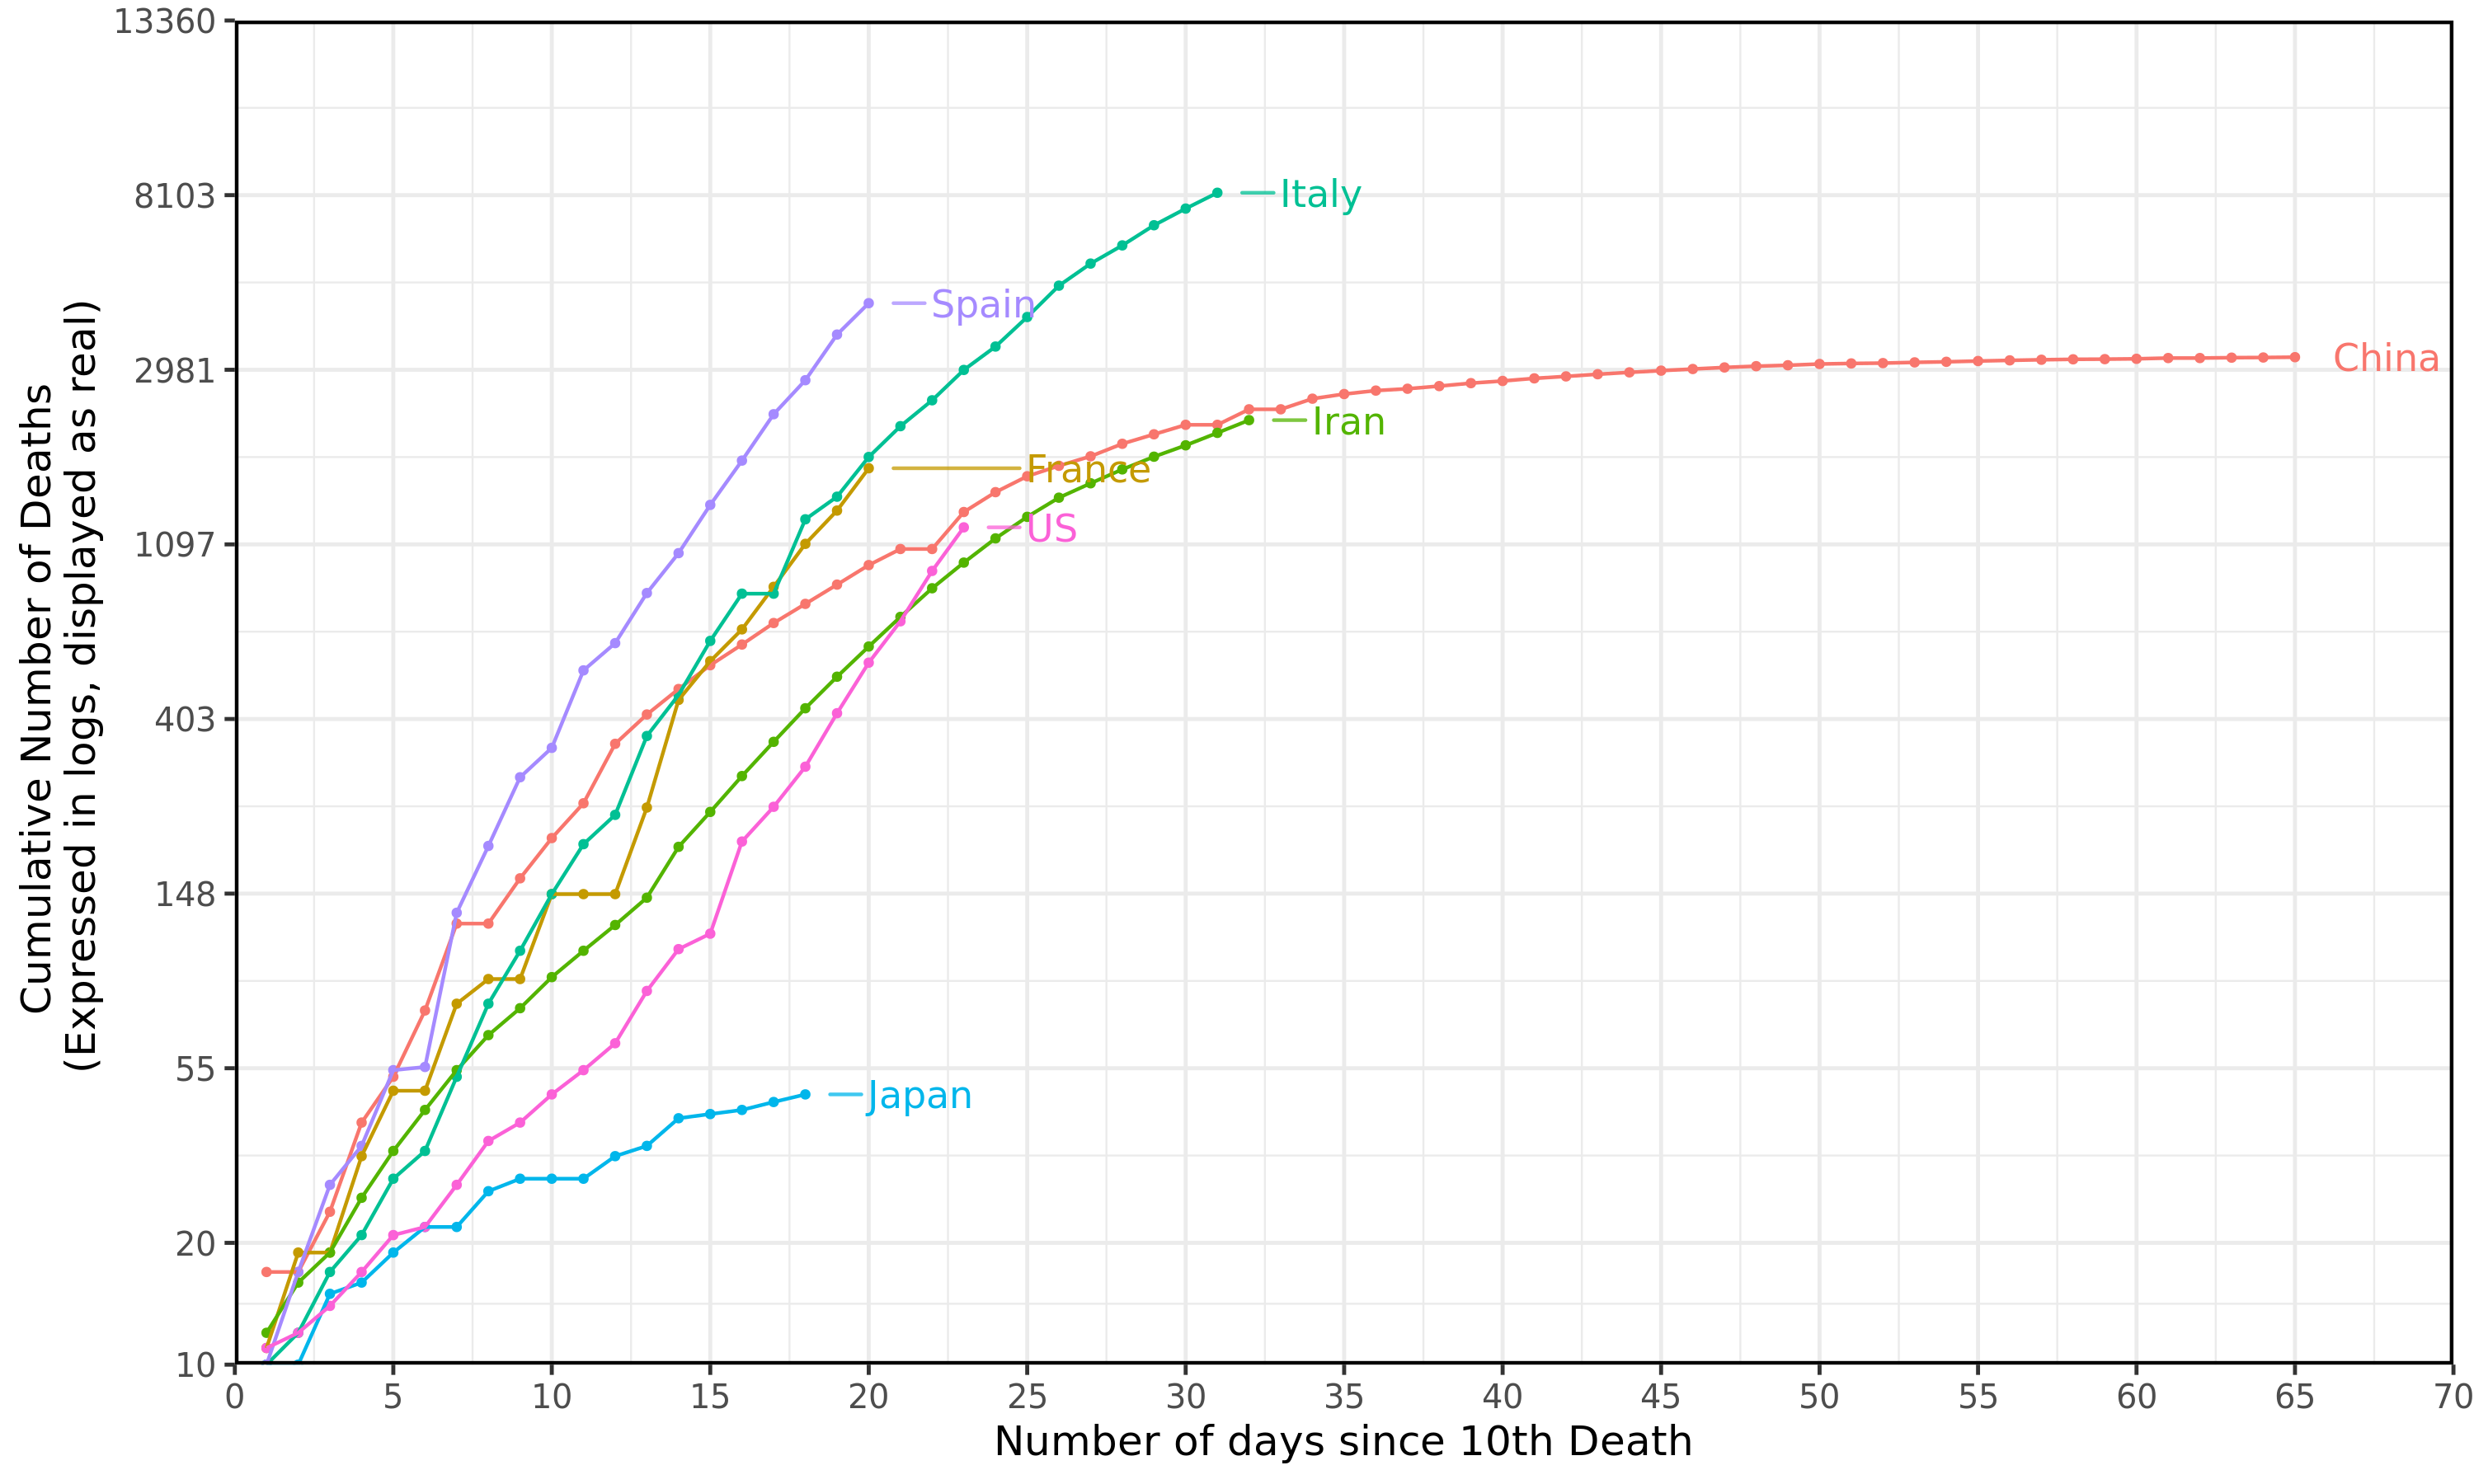 Cumulative Number of Deaths
(Expressed in logs, displayed as real)
13360
8103
2981
1097
403
148
55
20
10
Italy
Spain
China
Iran
France
US
Japan
0 5 10 15 20 25 30 35 40 45 50 55 60 65 70
Number of days since 10th Death